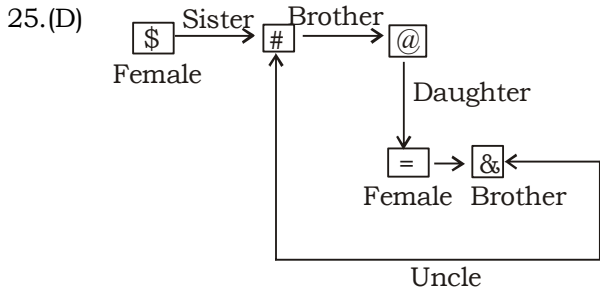 25.(D)
Sister Brother
$ # @
Female
Daughter
= &
Female Brother
Uncle